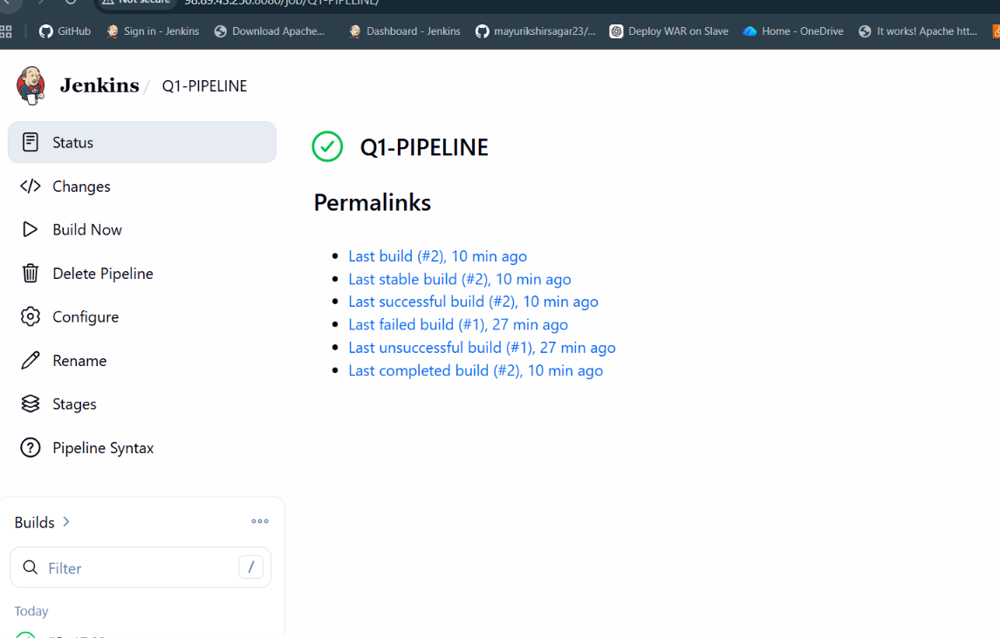 Not secure 98.89.43.250:8080/job/Q1-PIPELINE/
GitHub Sign in - Jenkins Download Apache... Dashboard - Jenkins mayurikshirsagar23/... Deploy WAR on Slave Home - OneDrive It works! Apache htt...
Jenkins / Q1-PIPELINE
Status
Changes
Build Now
Delete Pipeline
Configure
Rename
Stages
Pipeline Syntax
Q1-PIPELINE
Permalinks
Last build (#2), 10 min ago
Last stable build (#2), 10 min ago
Last successful build (#2), 10 min ago
Last failed build (#1), 27 min ago
Last unsuccessful build (#1), 27 min ago
Last completed build (#2), 10 min ago
Builds
Filter /
Today